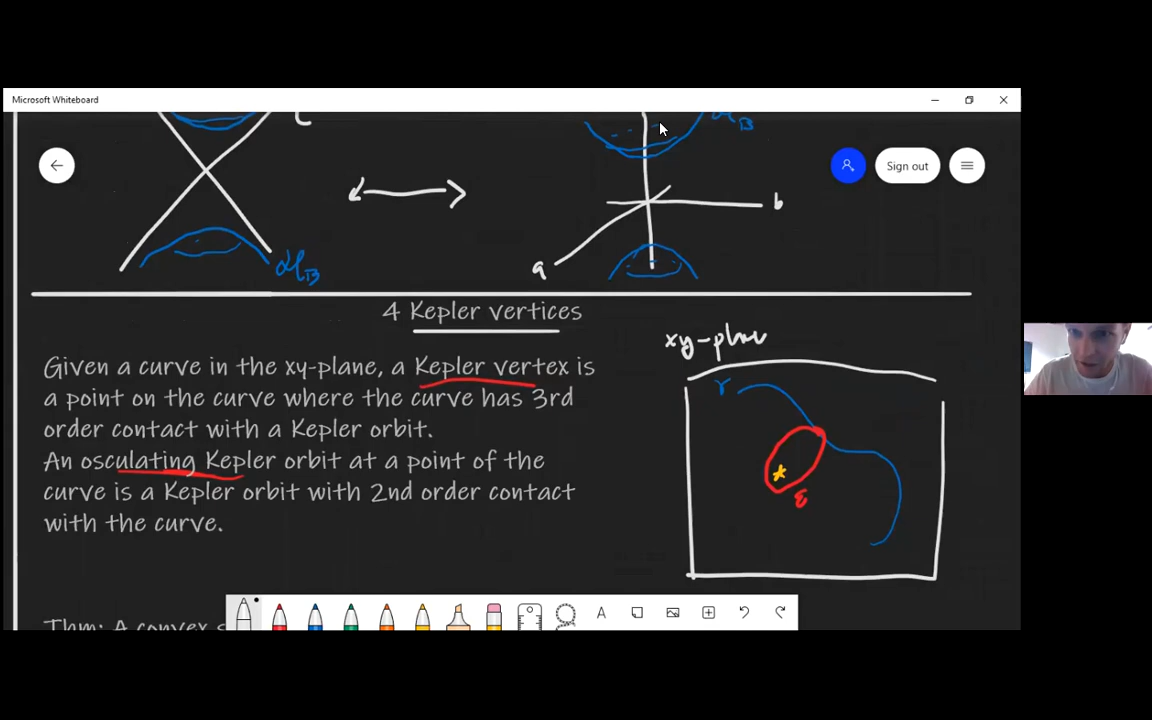 Microsoft Whiteboard
Sign out
b
a
4 Kepler vertices
Given a curve in the xy-plane, a Kepler vertex is
a point on the curve where the curve has 3rd
order contact with a Kepler orbit.
An osculating Kepler orbit at a point of the
curve is a Kepler orbit with 2nd order contact
with the curve.
xy-plane
Thm: A convex
A